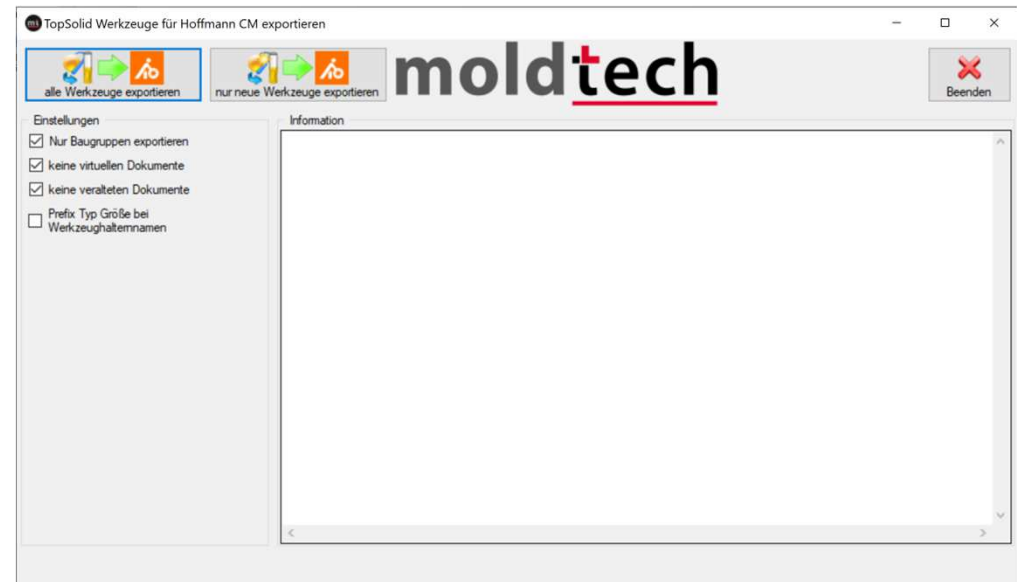 TopSolid Werkzeuge für Hoffmann CM exportieren
alle Werkzeuge exportieren
nur neue Werkzeuge exportieren
moldtech
Beenden
Einstellungen
Nur Baugruppen exportieren
keine virtuellen Dokumente
keine veralteten Dokumente
Prefix Typ Größe bei
Werkzeughalternnamen
Information